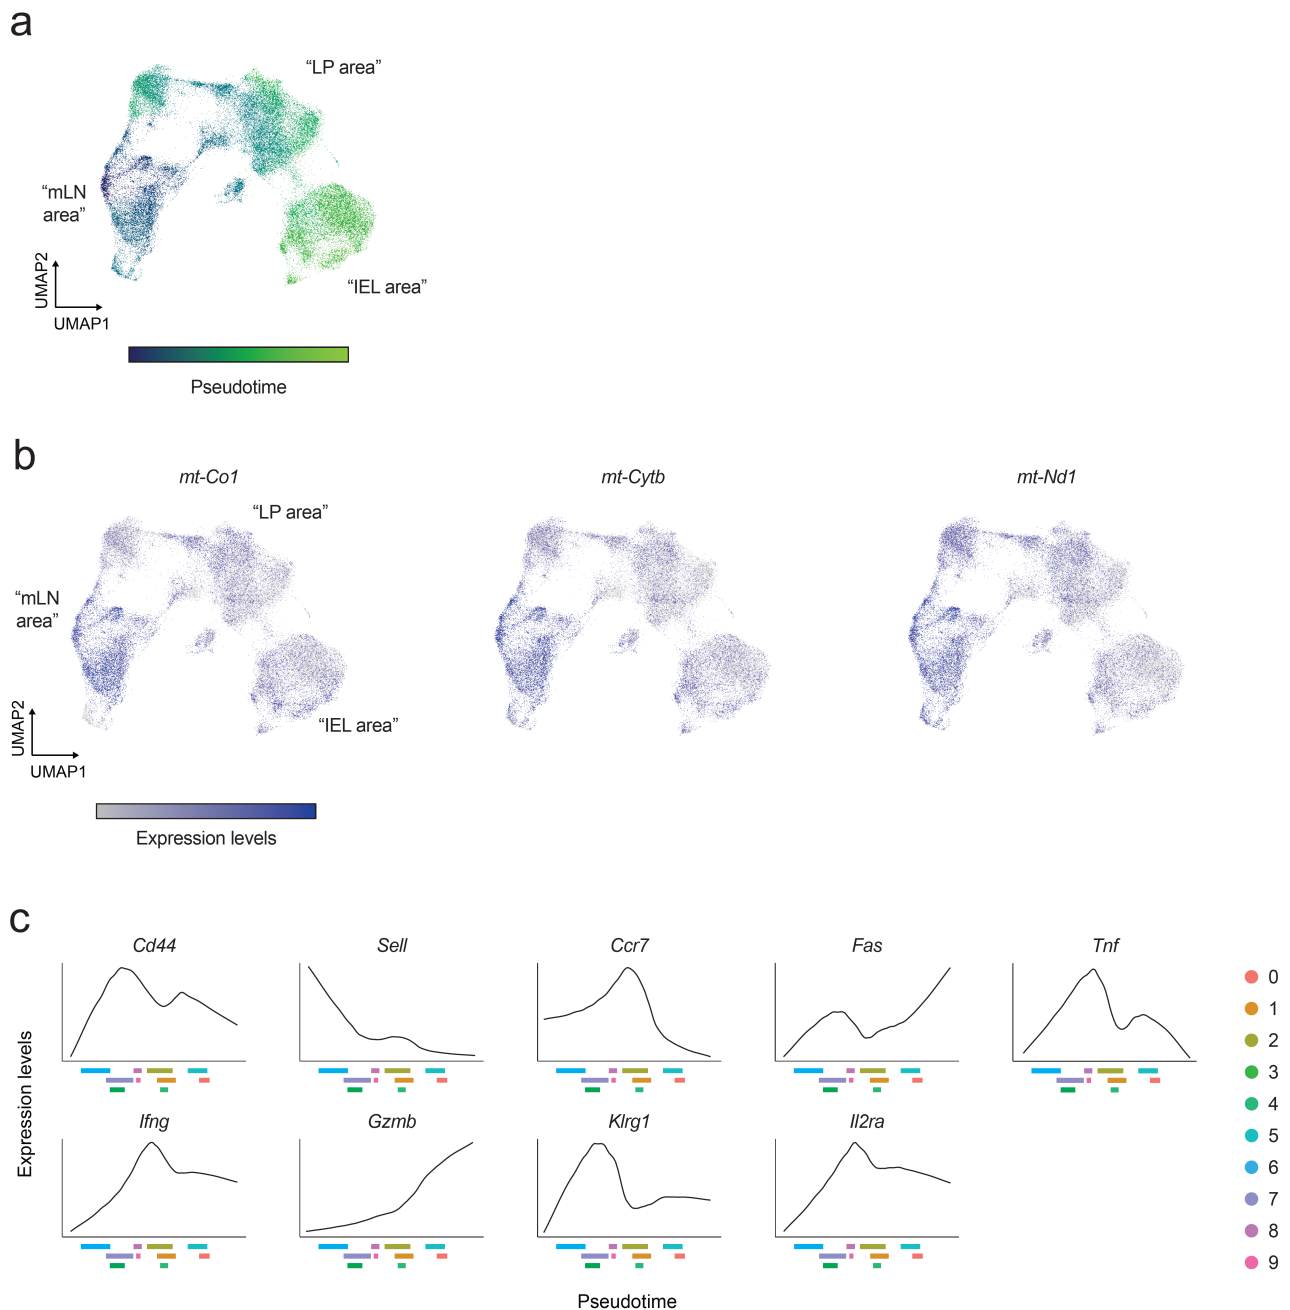 a
“LP area”
“mLN
area”
“IEL area”
UMAP2
UMAP1
Pseudotime
b
mt-Co1
mt-Cytb
mt-Nd1
“LP area”
“mLN
area”
“IEL area”
UMAP2
UMAP1
Expression levels
c
Cd44
Sell
Ccr7
Fas
Tnf
Ifng
Gzmb
Klrg1
Il2ra
Expression levels
Pseudotime
0
1
2
3
4
5
6
7
8
9